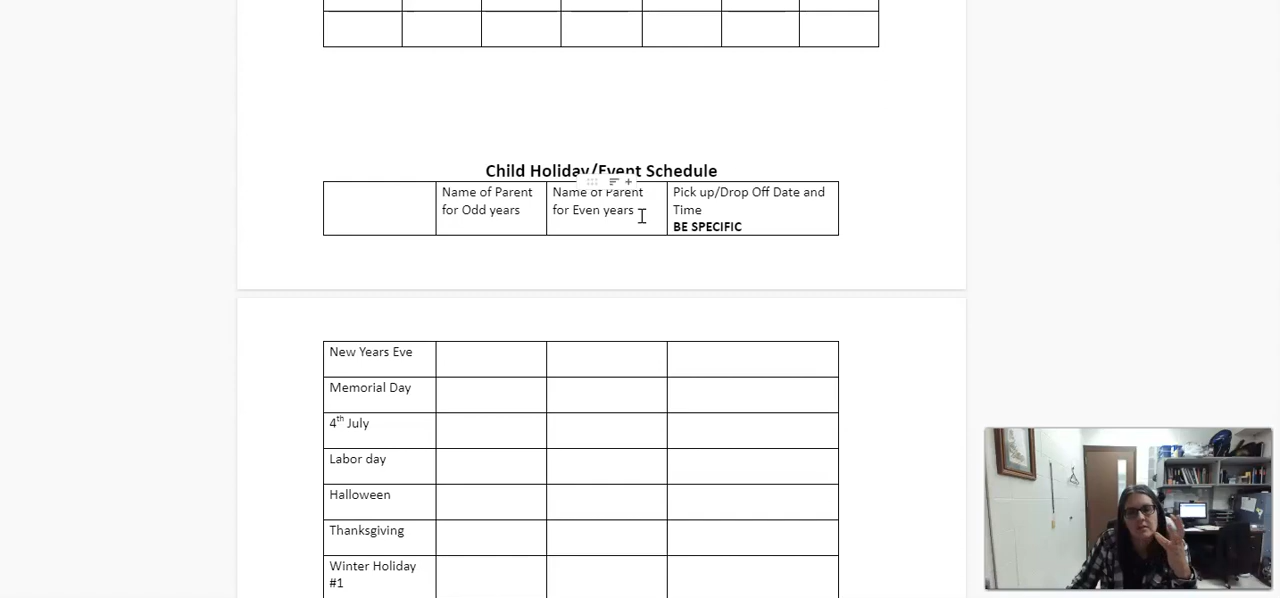 Child Holiday/Event Schedule
Name of Parent
for Odd years
Name of Parent
for Even years
Pick up/Drop Off Date and
Time
BE SPECIFIC
New Years Eve
Memorial Day
4th July
Labor day
Halloween
Thanksgiving
Winter Holiday
#1